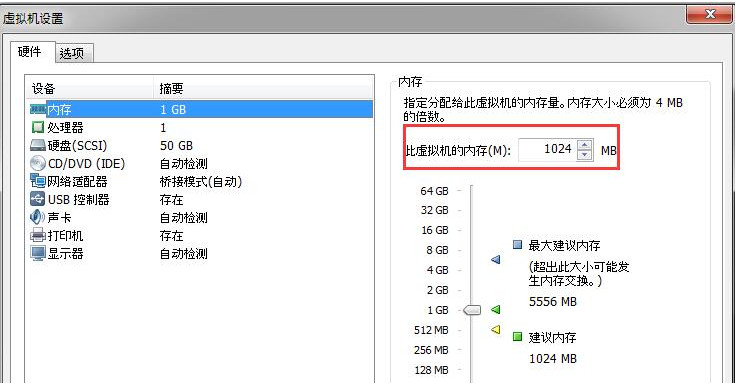 虚拟机设置
硬件 选项
设备 摘要
内存 1 GB
处理器 1
硬盘(SCSI) 50 GB
CD/DVD (IDE) 自动检测
网络适配器 桥接模式(自动)
USB 控制器 存在
声卡 自动检测
打印机 存在
显示器 自动检测
内存
指定分配给此虚拟机的内存量。内存大小必须为 4 MB
的倍数。
此虚拟机的内存(M): 1024 MB
64 GB
32 GB
16 GB
8 GB
4 GB
2 GB
1 GB
512 MB
256 MB
128 MB
最大建议内存
(超出此大小可能发
生内存交换。)
5556 MB
建议内存
1024 MB